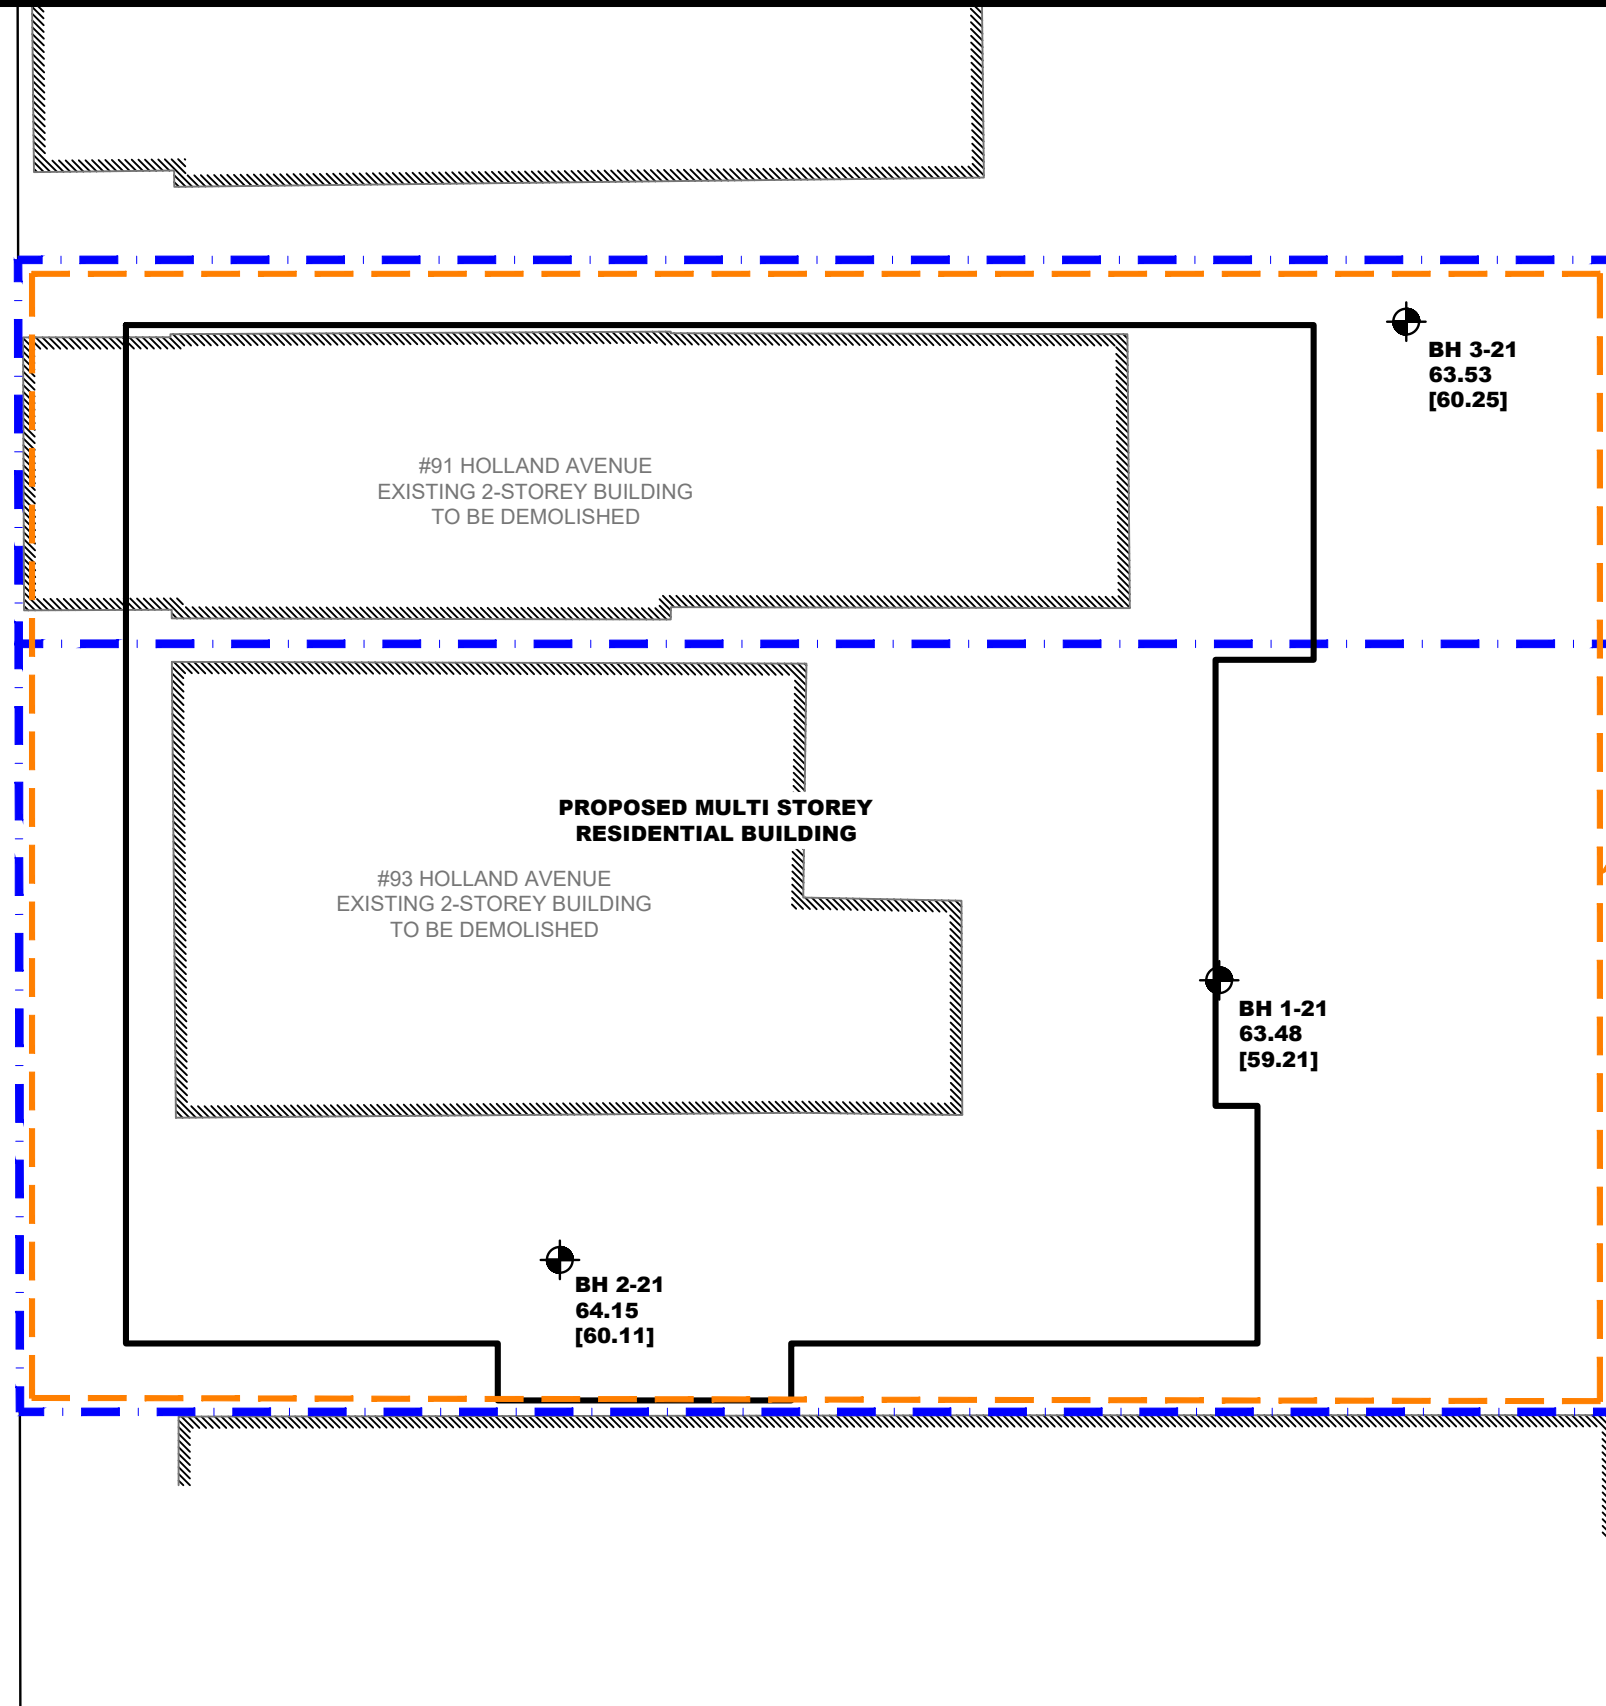 BH 3-21
63.53
[60.25]
#91 HOLLAND AVENUE
EXISTING 2-STOREY BUILDING
TO BE DEMOLISHED
PROPOSED MULTI STOREY
RESIDENTIAL BUILDING
#93 HOLLAND AVENUE
EXISTING 2-STOREY BUILDING
TO BE DEMOLISHED
BH 1-21
63.48
[59.21]
BH 2-21
64.15
[60.11]